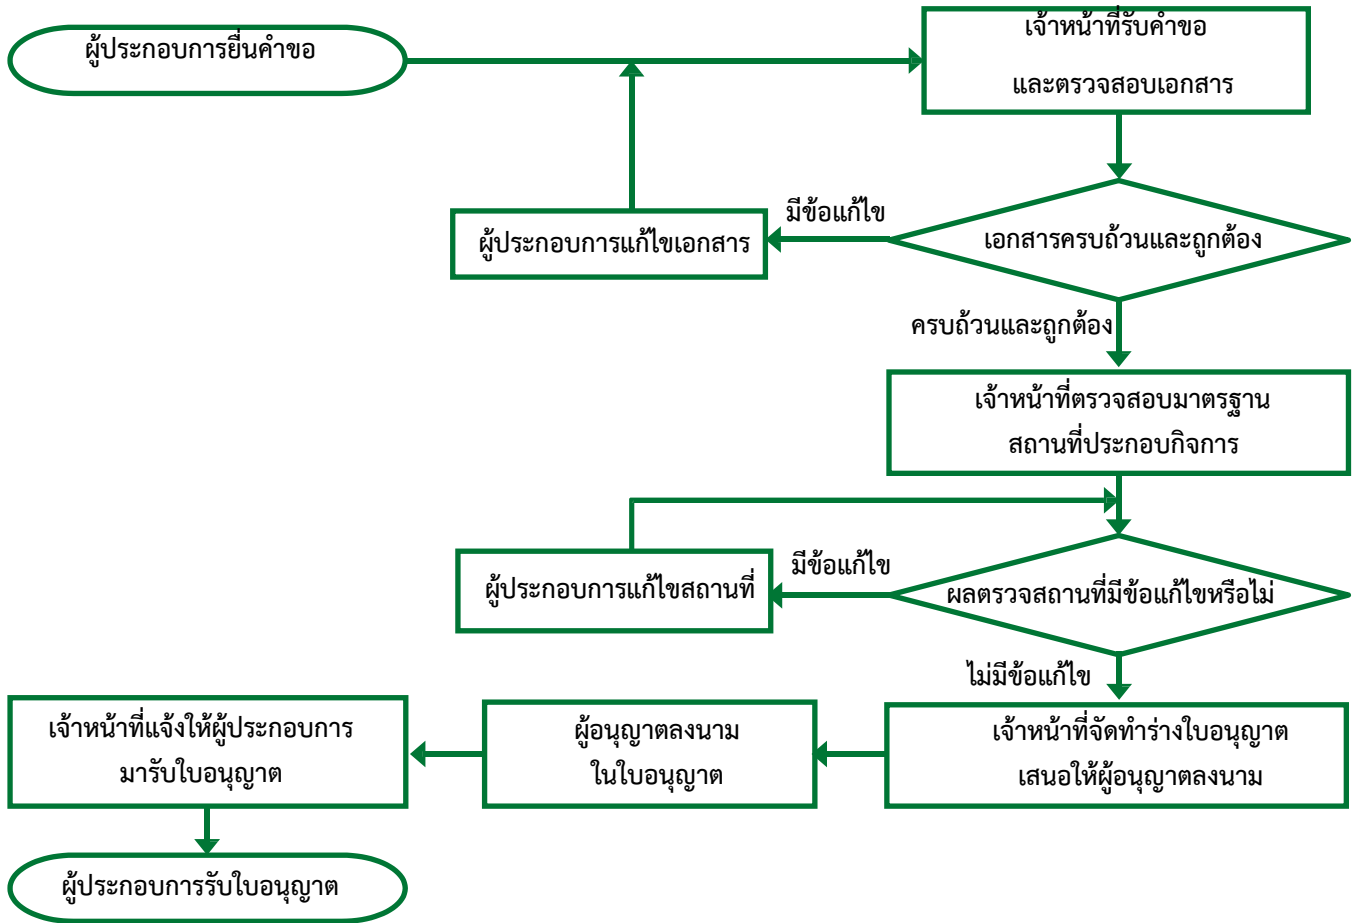 ผู้ประกอบการยื่นคำขอ
เจ้าหน้าที่รับคำขอ
และตรวจสอบเอกสาร
มีข้อแก้ไข
ผู้ประกอบการแก้ไขเอกสาร
เอกสารครบถ้วนและถูกต้อง
ครบถ้วนและถูกต้อง
เจ้าหน้าที่ตรวจสอบมาตรฐาน
สถานที่ประกอบกิจการ
มีข้อแก้ไข
ผู้ประกอบการแก้ไขสถานที่
ผลตรวจสถานที่มีข้อแก้ไขหรือไม่
ไม่มีข้อแก้ไข
เจ้าหน้าที่จัดทำร่างใบอนุญาต
เสนอให้ผู้อนุญาตลงนาม
ผู้อนุญาตลงนาม
ในใบอนุญาต
เจ้าหน้าที่แจ้งให้ผู้ประกอบการ
มารับใบอนุญาต
ผู้ประกอบการรับใบอนุญาต